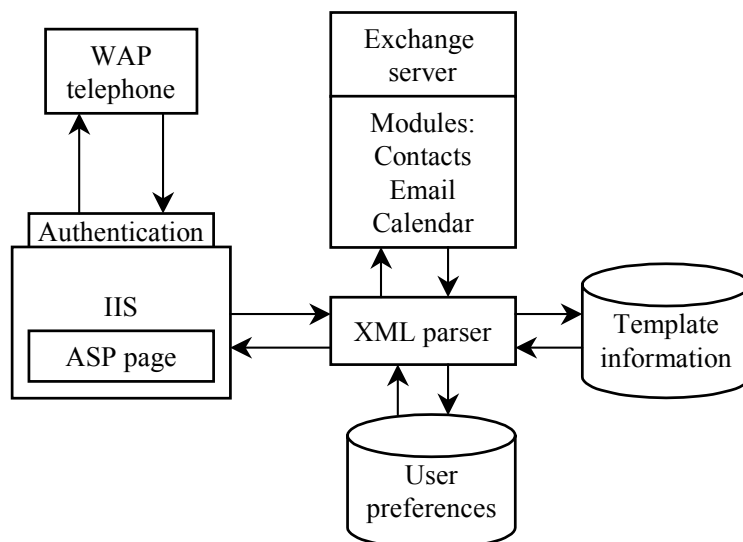 WAP
telephone
Exchange
server
Modules:
Contacts
Email
Calendar
Authentication
IIS
ASP page
XML parser
Template
information
User
preferences